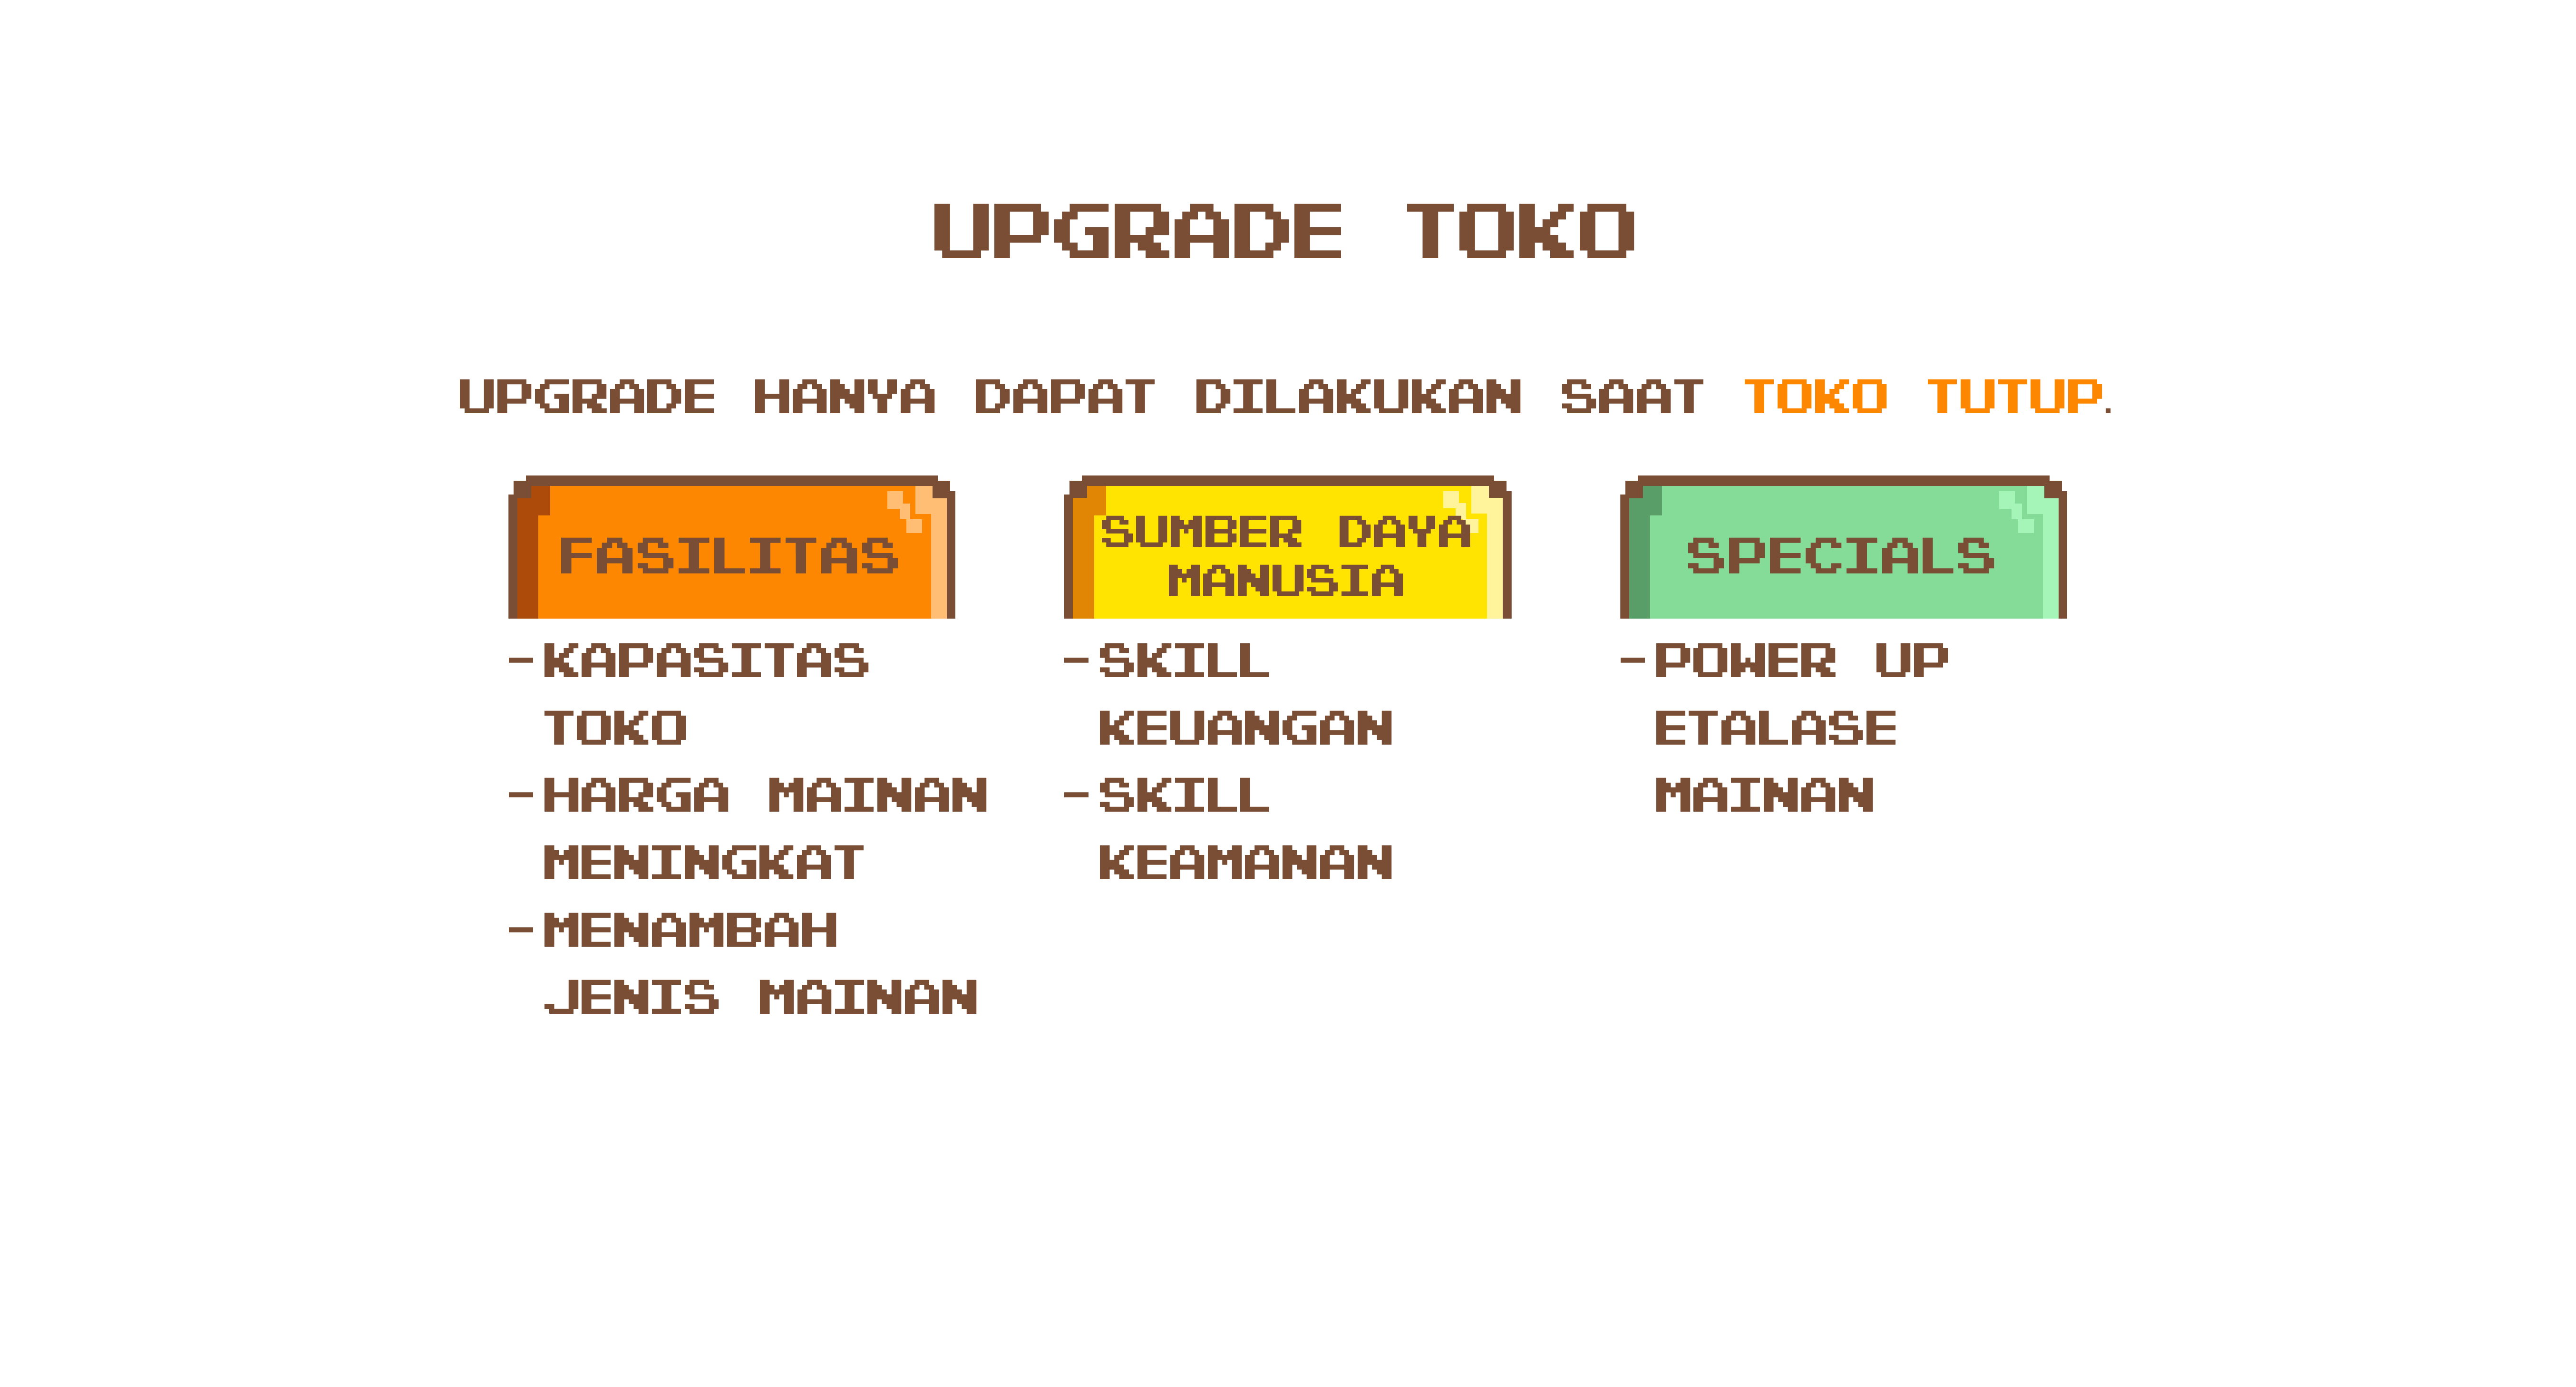 UPGRADE TOKO
UPGRADE HANYA DAPAT DILAKUKAN SAAT TOKO TUTUP.
FASILITAS
-KAPASITAS
TOKO
-HARGA MAINAN
MENINGKAT
-MENAMBAH
JENIS MAINAN
SUMBER DAYA
MANUSIA
-SKILL
KEUANGAN
-SKILL
KEAMANAN
SPECIALS
-POWER UP
ETALASE
MAINAN